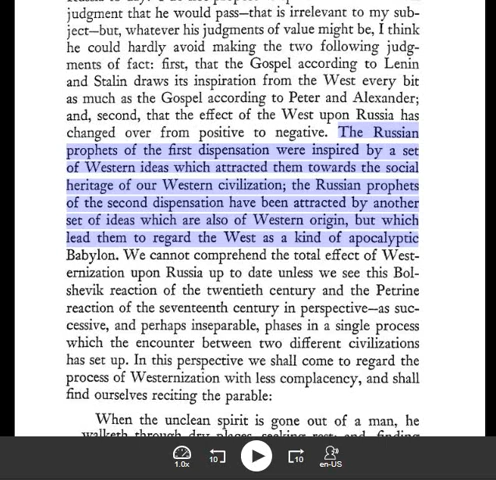 judgment that he would pass—that is irrelevant to my sub-
ject—but, whatever his judgments of value might be, I think
he could hardly avoid making the two following judg-
ments of fact: first, that the Gospel according to Lenin
and Stalin draws its inspiration from the West every bit
as much as the Gospel according to Peter and Alexander;
and, second, that the effect of the West upon Russia has
changed over from positive to negative. The Russian
prophets of the first dispensation were inspired by a set
of Western ideas which attracted them towards the social
heritage of our Western civilization; the Russian prophets
of the second dispensation have been attracted by another
set of ideas which are also of Western origin, but which
lead them to regard the West as a kind of apocalyptic
Babylon. We cannot comprehend the total effect of West-
ernization upon Russia up to date unless we see this Bol-
shevik reaction of the twentieth century and the Petrine
reaction of the seventeenth century in perspective—as suc-
cessive, and perhaps inseparable, phases in a single process
which the encounter between two different civilizations
has set up. In this perspective we shall come to regard the
process of Westernization with less complacency, and shall
find ourselves reciting the parable:
When the unclean spirit is gone out of a man, he
walketh through dry places, seeking rest; and, finding
1.0x
10
10
en-US